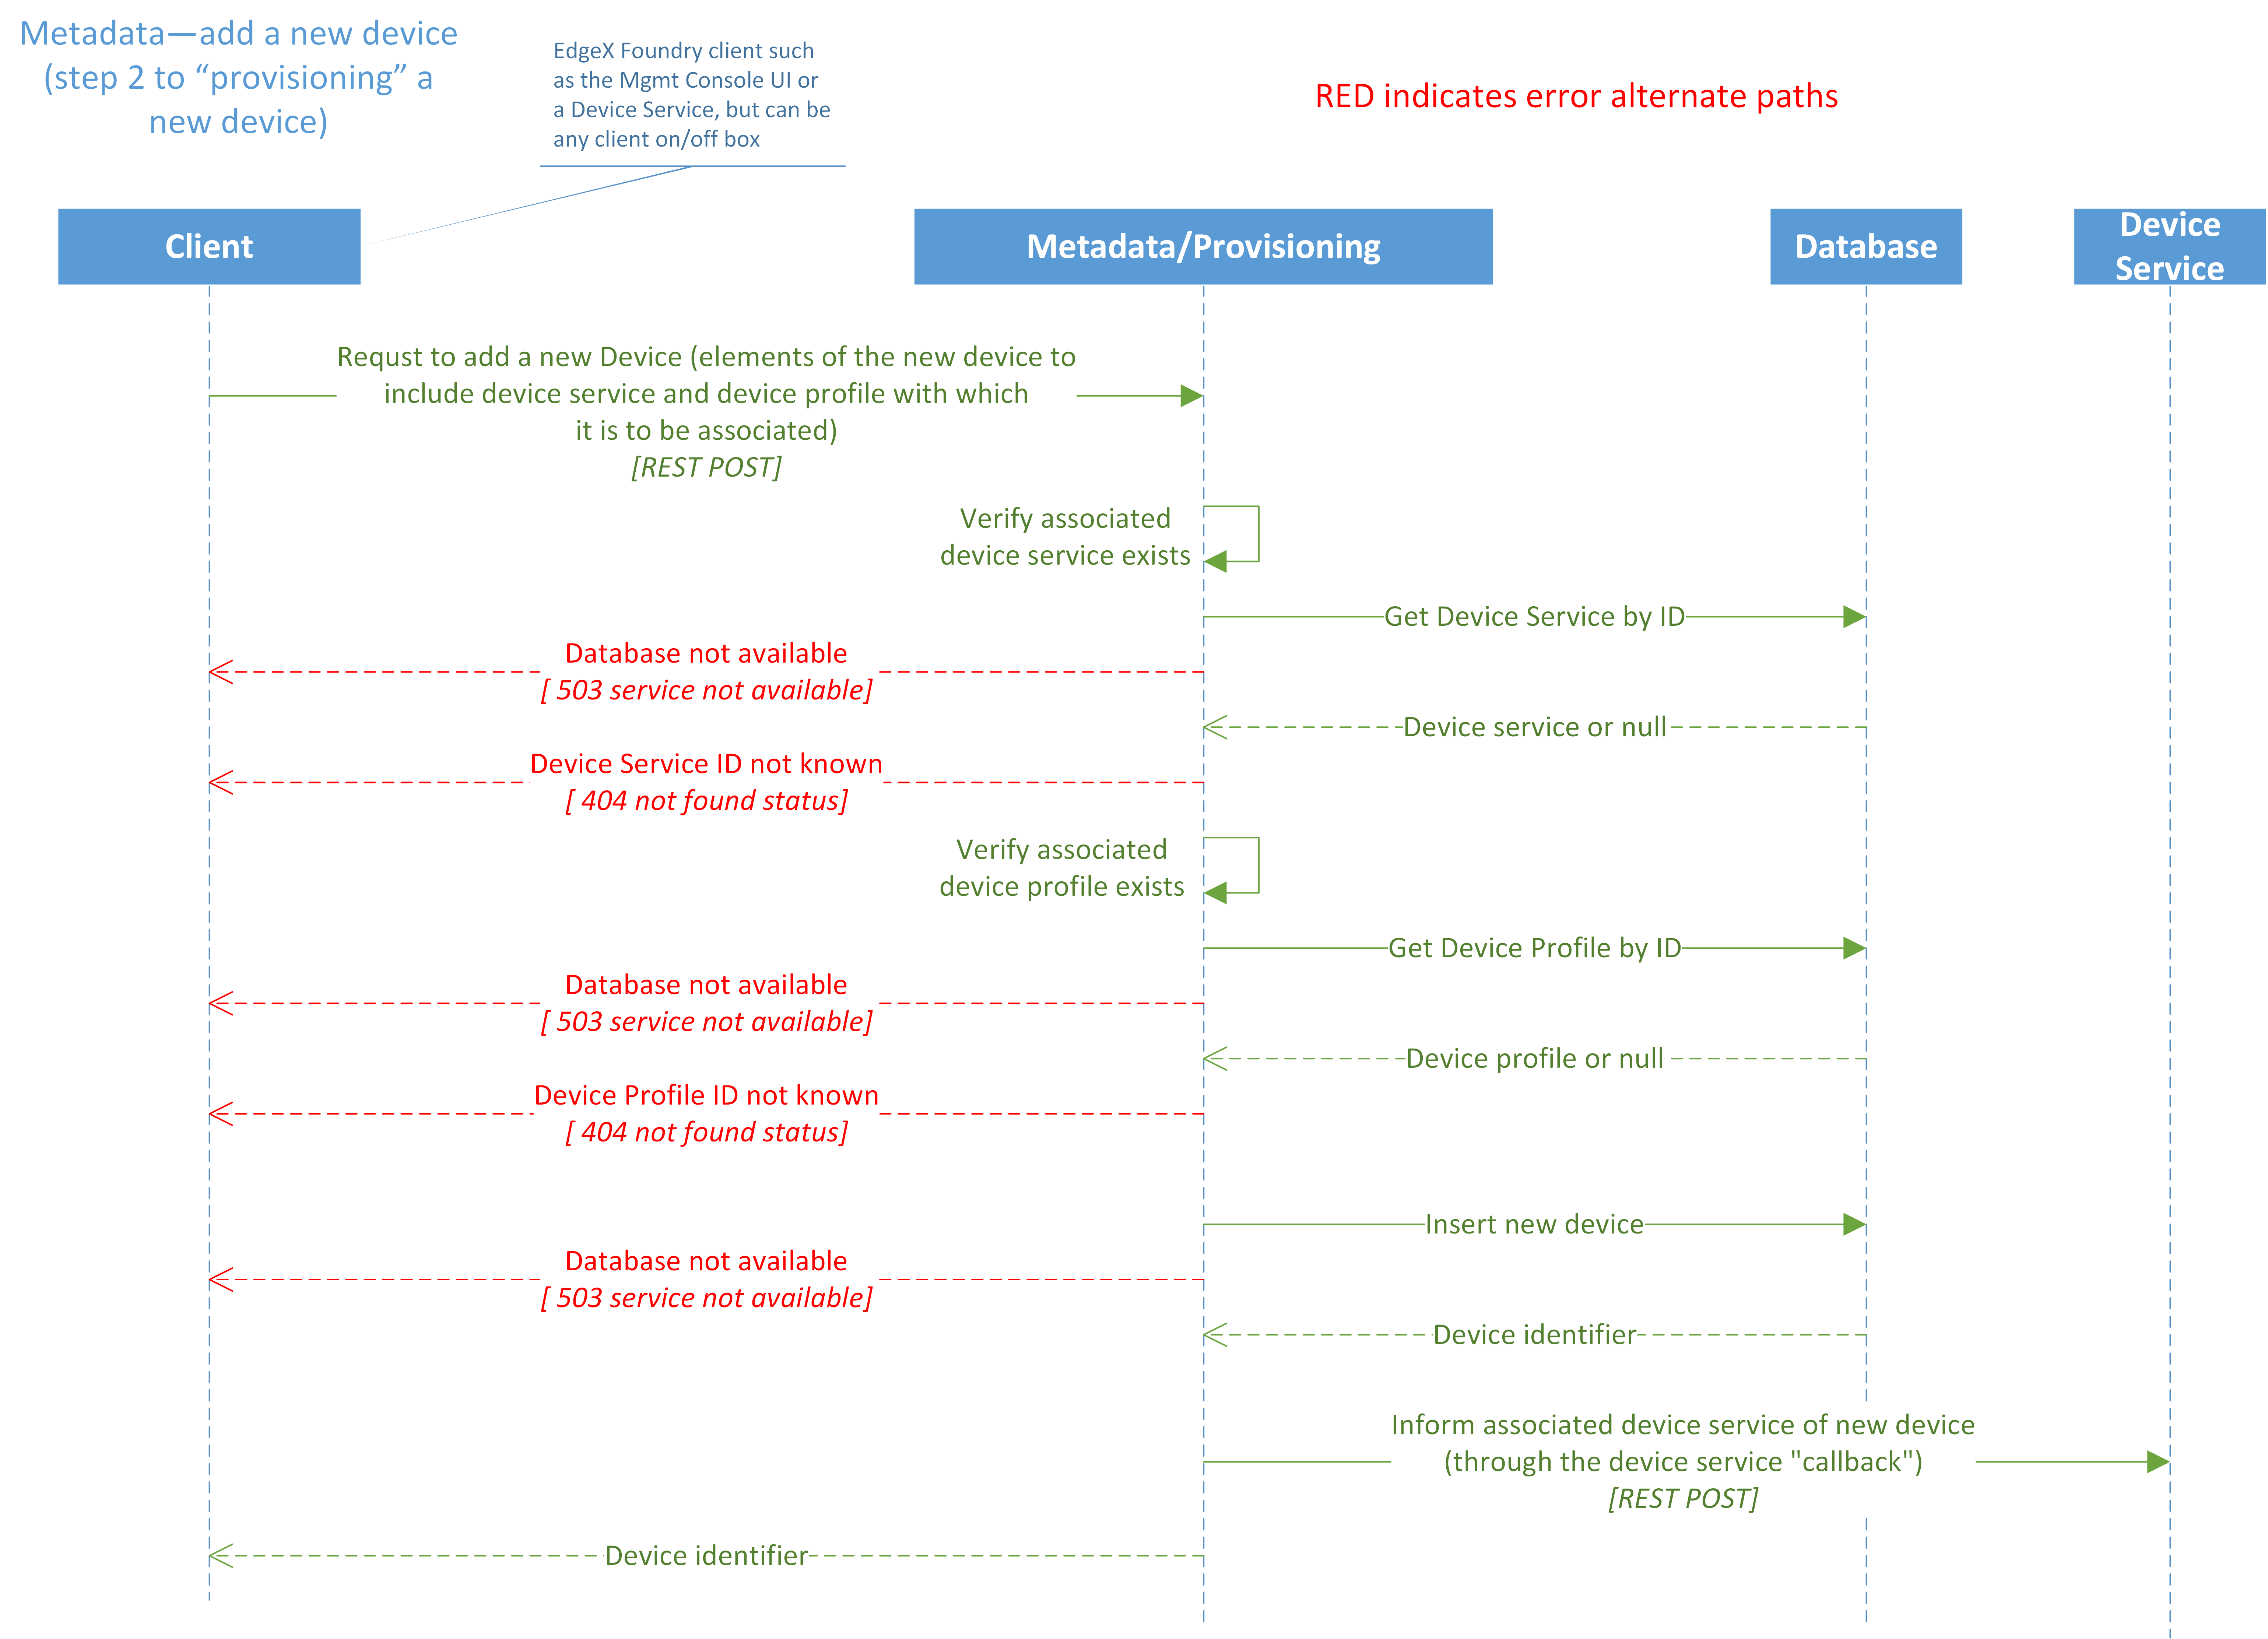 Metadata—add a new device
(step 2 to “provisioning” a
new device)
EdgeX Foundry client such
as the Mgmt Console UI or
a Device Service, but can be
any client on/off box
RED indicates error alternate paths
Client
Metadata/Provisioning
Database
Device
Service
Requst to add a new Device (elements of the new device to
include device service and device profile with which
it is to be associated)
[REST POST]
Verify associated
device service exists
Get Device Service by ID
Database not available
[ 503 service not available]
Device service or null
Device Service ID not known
[ 404 not found status]
Verify associated
device profile exists
Get Device Profile by ID
Database not available
[ 503 service not available]
Device profile or null
Device Profile ID not known
[ 404 not found status]
Insert new device
Database not available
[ 503 service not available]
Device identifier
Inform associated device service of new device
(through the device service "callback")
[REST POST]
Device identifier